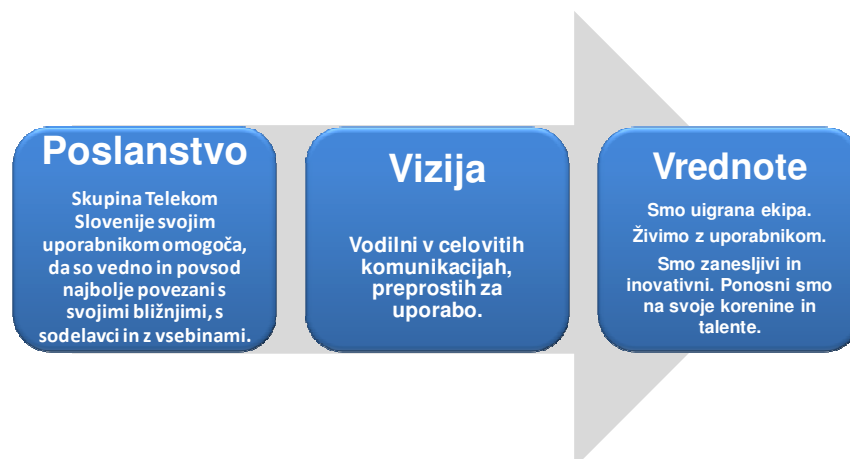 Poslanstvo
Skupina Telekom
Slovenije svojim
uporabnikom omogoča,
da so vedno in povsod
najbolje povezani s
svojimi bližnjimi, s
sodelavci in z vsebinami.
Vizija
Vodilni v celovitih
komunikacijah,
preprostih za
uporabo.
Vrednote
Smo uigrana ekipa.
Živimo z uporabnikom.
Smo zanesljivi in
inovativni. Ponosni smo
na svoje korenine in
talente.